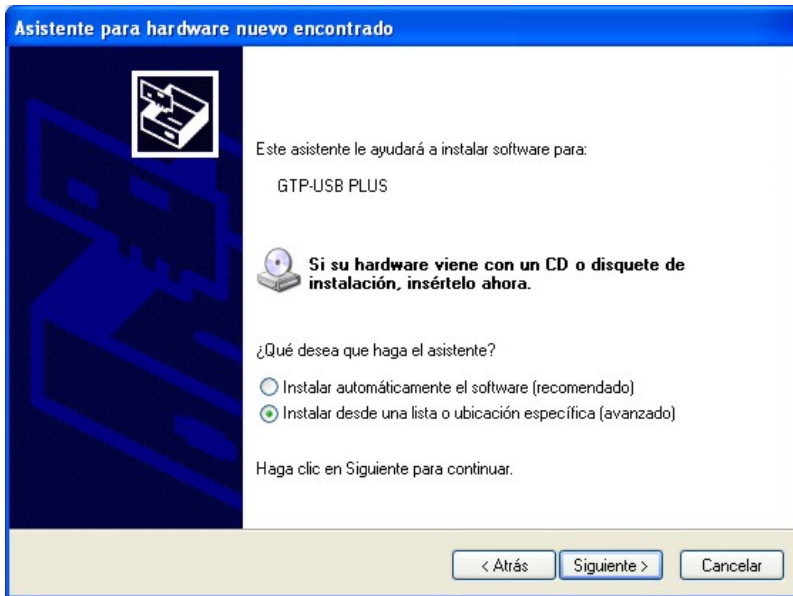 Asistente para hardware nuevo encontrado
Este asistente le ayudará a instalar software para:
GTP-USB PLUS
Si su hardware viene con un CD o disquete de
instalación, insértelo ahora.
¿Qué desea que haga el asistente?
Instalar automáticamente el software (recomendado)
Instalar desde una lista o ubicación específica (avanzado)
Haga clic en Siguiente para continuar.
< Atrás
Siguiente >
Cancelar